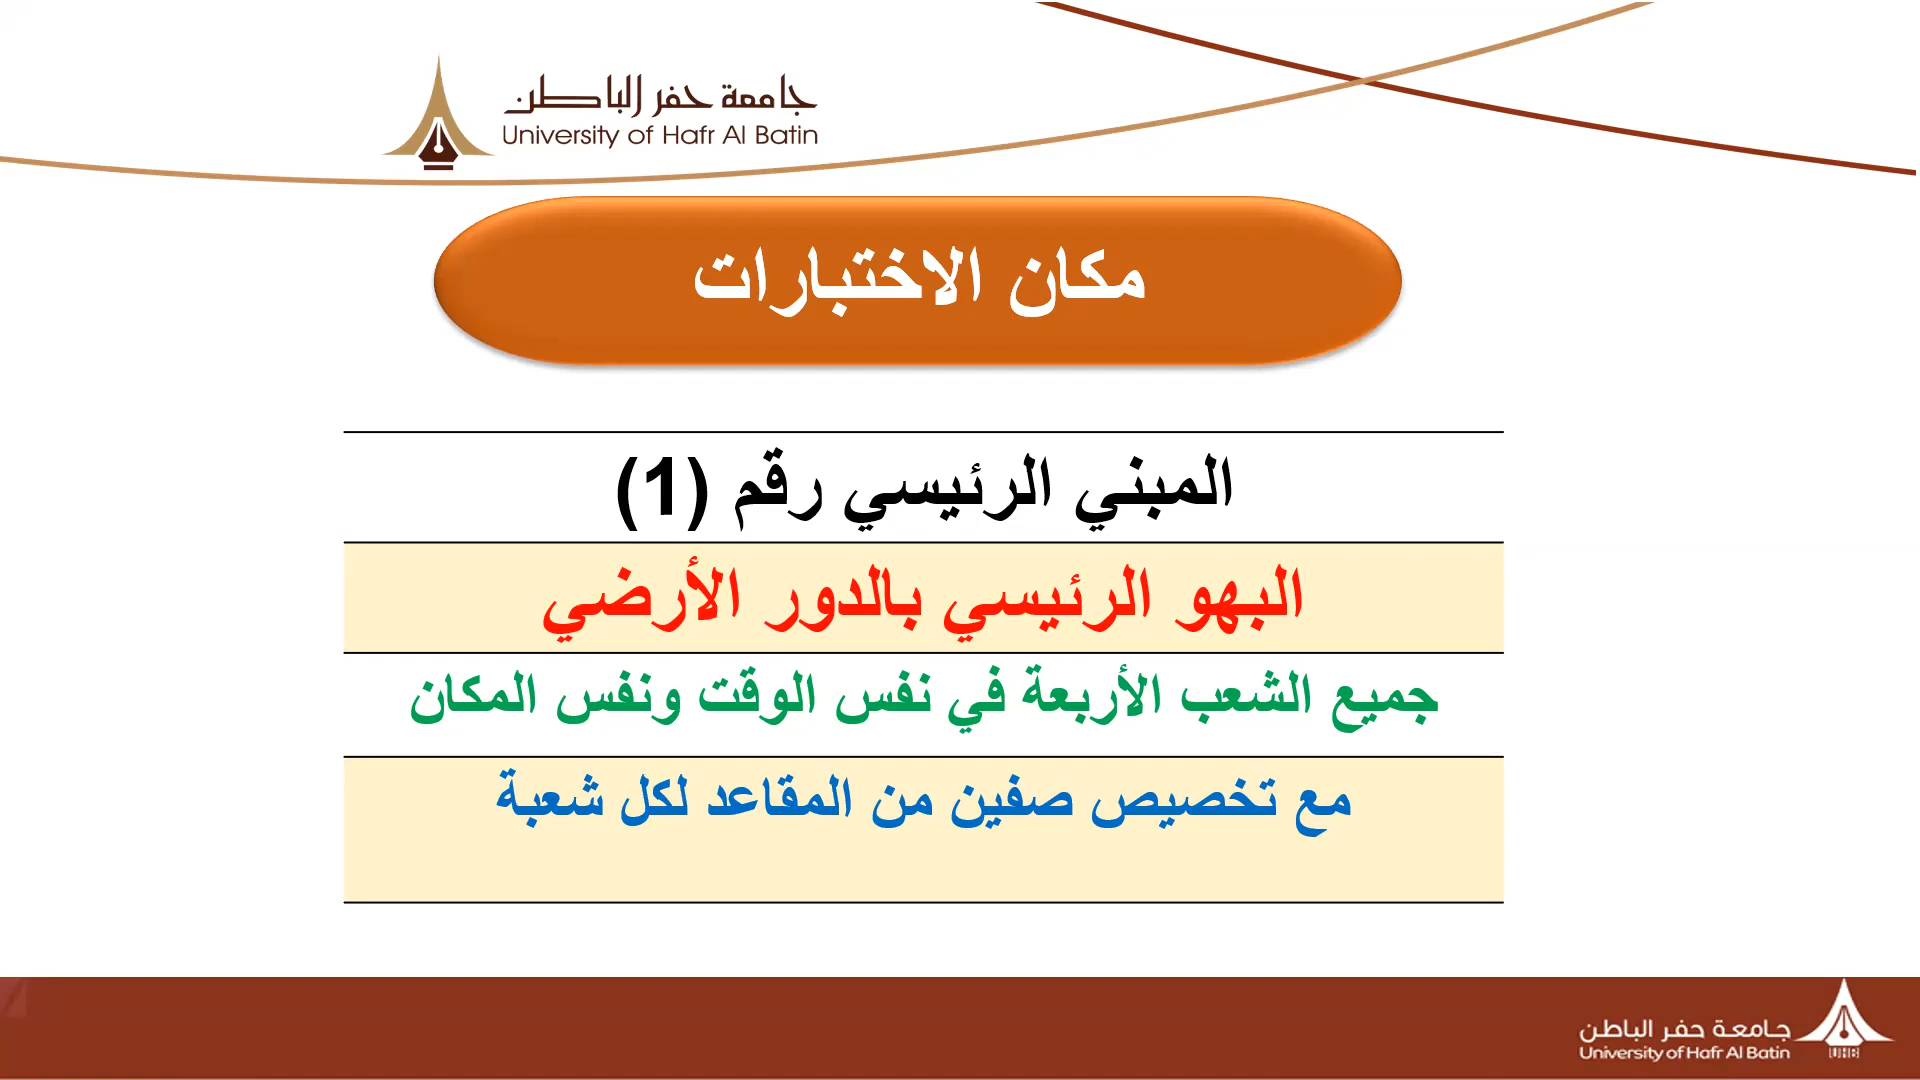 جامعة حفر الباطن
University of Hafr Al Batin
مكان الاختبارات
المبني الرئيسي رقم (1)
البهو الرئيسي بالدور الأرضي
جميع الشعب الأربعة في نفس الوقت ونفس المكان
مع تخصيص صفين من المقاعد لكل شعبة
جامعة حفر الباطن
University of Hafr Al Batin